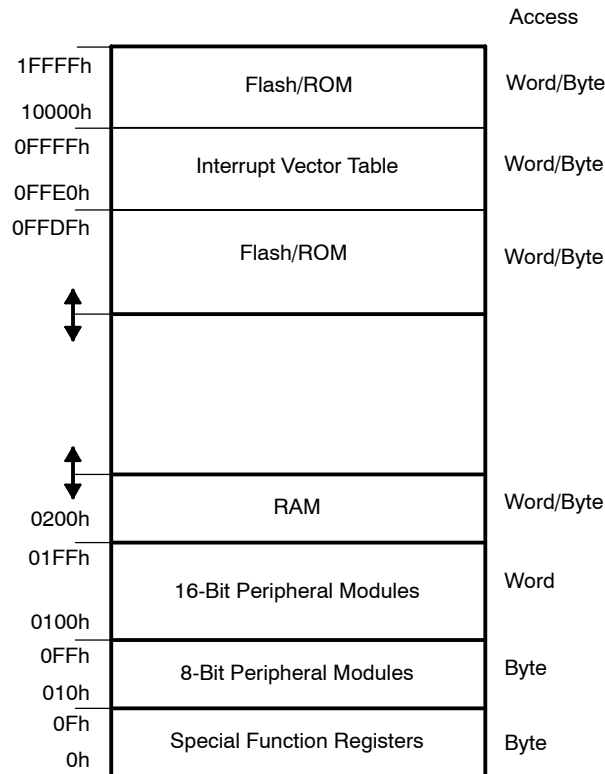 Access
1FFFFh
Flash/ROM
Word/Byte
10000h
0FFFFh
Interrupt Vector Table
Word/Byte
0FFE0h
0FFDFh
Flash/ROM
Word/Byte
RAM
Word/Byte
0200h
01FFh
16-Bit Peripheral Modules
Word
0100h
0FFh
8-Bit Peripheral Modules
Byte
010h
0Fh
Special Function Registers
Byte
0h